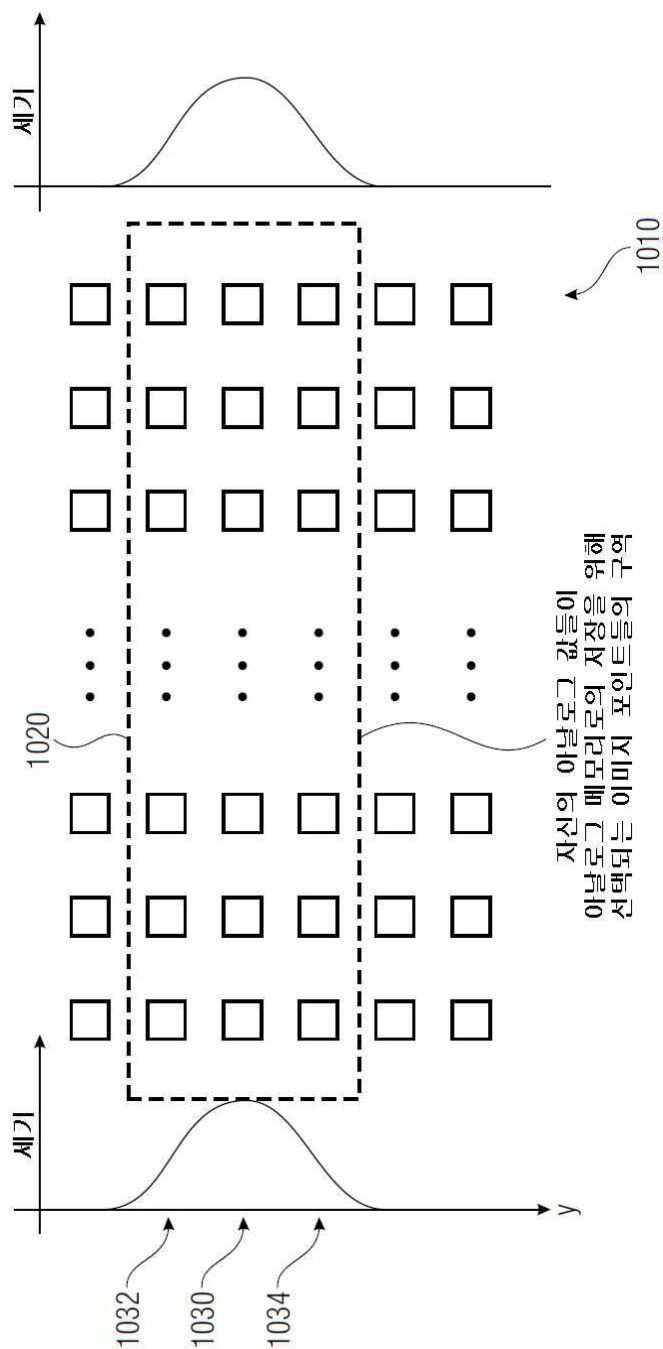 세기
세기
1020
1032
1030
1034
y
1010
자신의 아날로그 값들이
아날로그 메모리로의 저장을 위해
선택되는 이미지 포인트들의 구역